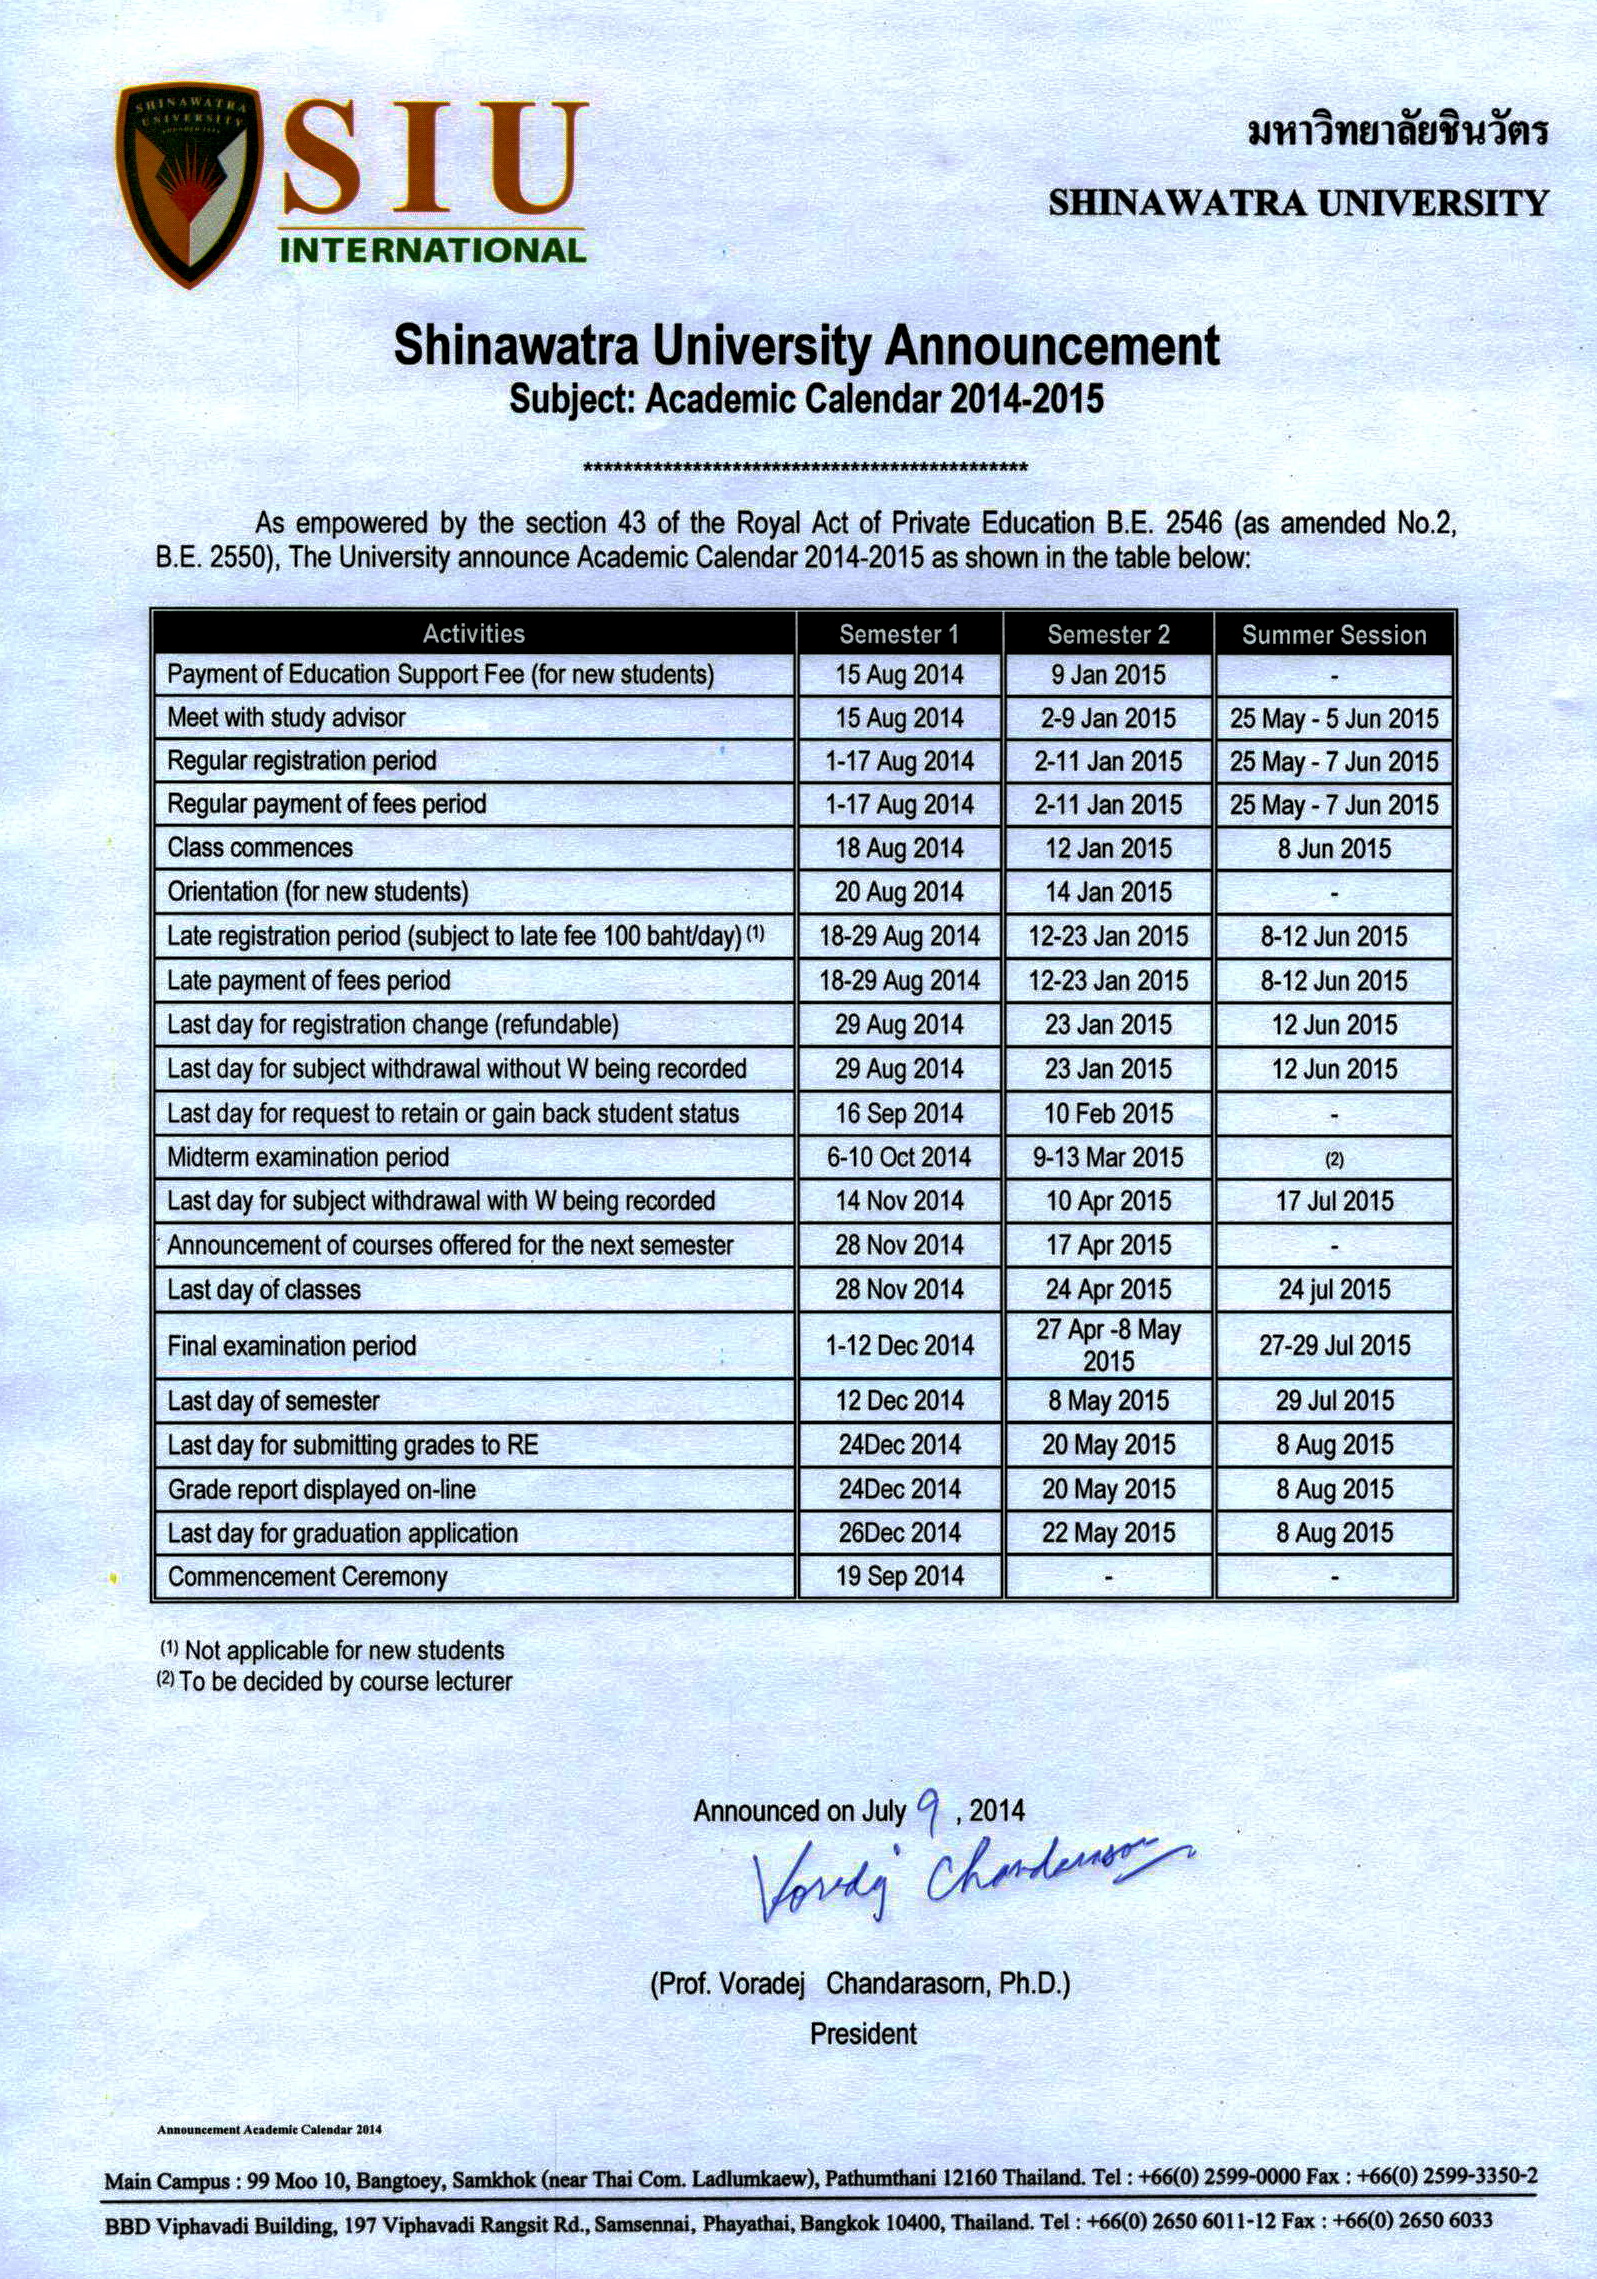 SHINAWATRA
UNIVERSITY
SIU
INTERNATIONAL
มหาวิทยาลัยชินวัตร
SHINAWATRA UNIVERSITY
Shinawatra University Announcement
Subject: Academic Calendar 2014-2015
*********************************************
As empowered by the section 43 of the Royal Act of Private Education B.E. 2546 (as amended No.2,
B.E. 2550), The University announce Academic Calendar 2014-2015 as shown in the table below:
Activities Semester 1 Semester 2 Summer Session
Payment of Education Support Fee (for new students) 15 Aug 2014 9 Jan 2015 -
Meet with study advisor 15 Aug 2014 2-9 Jan 2015 25 May - 5 Jun 2015
Regular registration period 1-17 Aug 2014 2-11 Jan 2015 25 May - 7 Jun 2015
Regular payment of fees period 1-17 Aug 2014 2-11 Jan 2015 25 May - 7 Jun 2015
Class commences 18 Aug 2014 12 Jan 2015 8 Jun 2015
Orientation (for new students) 20 Aug 2014 14 Jan 2015 -
Late registration period (subject to late fee 100 baht/day) (1) 18-29 Aug 2014 12-23 Jan 2015 8-12 Jun 2015
Late payment of fees period 18-29 Aug 2014 12-23 Jan 2015 8-12 Jun 2015
Last day for registration change (refundable) 29 Aug 2014 23 Jan 2015 12 Jun 2015
Last day for subject withdrawal without W being recorded 29 Aug 2014 23 Jan 2015 12 Jun 2015
Last day for request to retain or gain back student status 16 Sep 2014 10 Feb 2015 -
Midterm examination period 6-10 Oct 2014 9-13 Mar 2015 (2)
Last day for subject withdrawal with W being recorded 14 Nov 2014 10 Apr 2015 17 Jul 2015
Announcement of courses offered for the next semester 28 Nov 2014 17 Apr 2015 -
Last day of classes 28 Nov 2014 24 Apr 2015 24 jul 2015
Final examination period 1-12 Dec 2014 27 Apr -8 May 2015 27-29 Jul 2015
Last day of semester 12 Dec 2014 8 May 2015 29 Jul 2015
Last day for submitting grades to RE 24Dec 2014 20 May 2015 8 Aug 2015
Grade report displayed on-line 24Dec 2014 20 May 2015 8 Aug 2015
Last day for graduation application 26Dec 2014 22 May 2015 8 Aug 2015
Commencement Ceremony 19 Sep 2014 - -
(1) Not applicable for new students
(2) To be decided by course lecturer
Announced on July 9 , 2014
Voradej Chandarasorn
(Prof. Voradej Chandarasorn, Ph.D.)
President
Announcement Academic Calendar 2014
Main Campus : 99 Moo 10, Bangtoey, Samkhok (near Thai Com. Ladlumkaew), Pathumthani 12160 Thailand. Tel : +66(0) 2599-0000 Fax : +66(0) 2599-3350-2
BBD Viphavadi Building, 197 Viphavadi Rangsit Rd., Samsennai, Phayathai, Bangkok 10400, Thailand. Tel : +66(0) 2650 6011-12 Fax : +66(0) 2650 6033